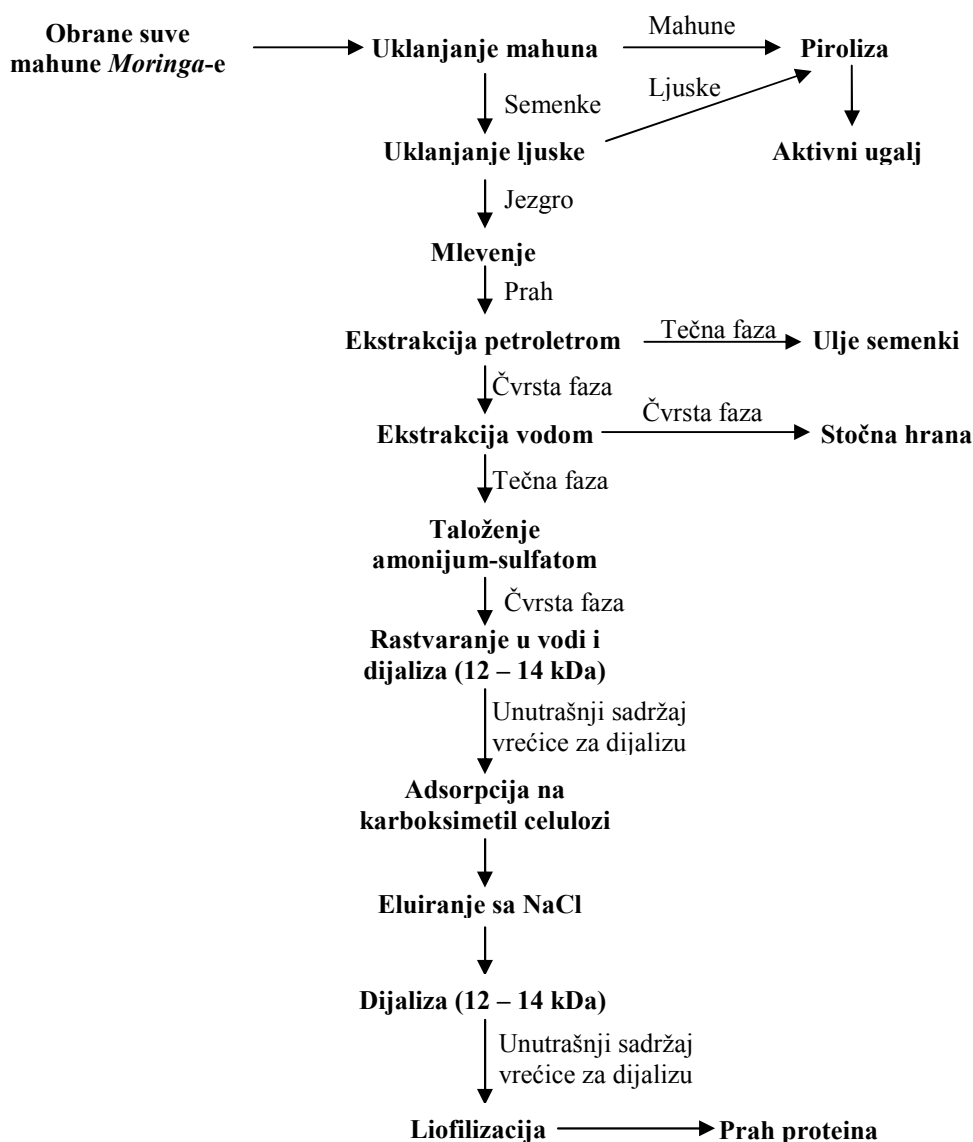 Obrane suve
mahune Moringa-e
Uklanjanje mahuna
Mahune
Piroliza
Semenke
Ljuske
Uklanjanje ljuske
Aktivni ugalj
Jezgro
Mlevenje
Prah
Ekstrakcija petroletrom
Tečna faza
Ulje semenki
Čvrsta faza
Ekstrakcija vodom
Čvrsta faza
Stočna hrana
Tečna faza
Taloženje
amonijum-sulfatom
Čvrsta faza
Rastvaranje u vodi i
dijaliza (12 – 14 kDa)
Unutrašnji sadržaj
vrećice za dijalizu
Adsorpcija na
karboksimetil celulozi
Eluiranje sa NaCl
Dijaliza (12 – 14 kDa)
Unutrašnji sadržaj
vrećice za dijalizu
Liofilizacija
Prah proteina